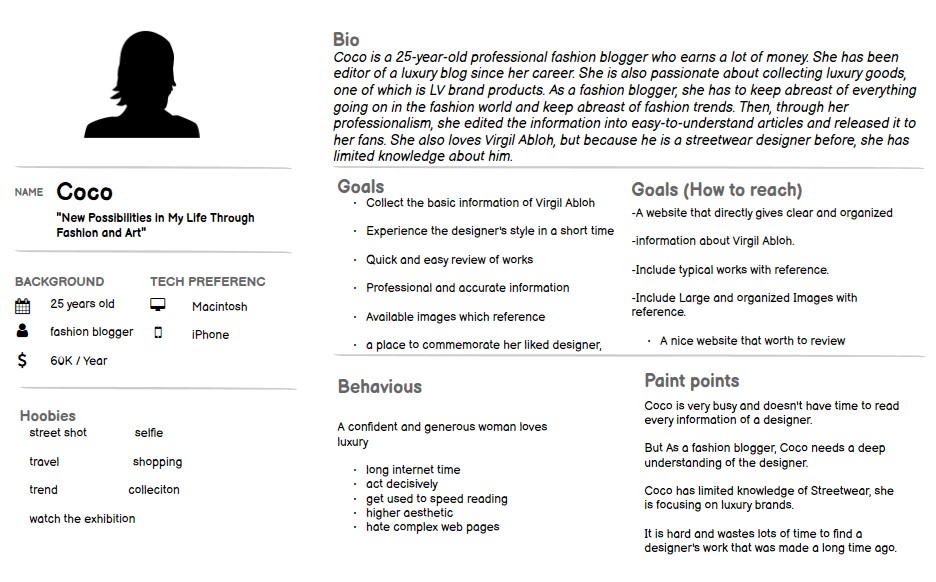 Bio
Coco is a 25-year-old professional fashion blogger who earns a lot of money. She has been
editor of a luxury blog since her career. She is also passionate about collecting luxury goods,
one of which is LV brand products. As a fashion blogger, she has to keep abreast of everything
going on in the fashion world and keep abreast of fashion trends. Then, through her
professionalism, she edited the information into easy-to-understand articles and released it to
her fans. She also loves Virgil Abloh, but because he is a streetwear designer before, she has
limited knowledge about him.
NAME Coco
"New Possibilities in My Life Through
Fashion and Art"
BACKGROUND
25 years old
fashion blogger
60K / Year
TECH PREFERENC
Macintosh
iPhone
Hoobies
street shot selfie
travel shopping
trend colleciton
watch the exhibition
Goals
· Collect the basic information of Virgil Abloh
· Experience the designer's style in a short time
· Quick and easy review of works
· Professional and accurate information
· Available images which reference
· a place to commemorate her liked designer,
Goals (How to reach)
-A website that directly gives clear and organized
-information about Virgil Abloh.
-Include typical works with reference.
-Include Large and organized Images with
reference.
· A nice website that worth to review
Behavious
A confident and generous woman loves
luxury
· long internet time
· act decisively
· get used to speed reading
· higher aesthetic
· hate complex web pages
Paint points
Coco is very busy and doesn't have time to read
every information of a designer.
But As a fashion blogger, Coco needs a deep
understanding of the designer.
Coco has limited knowledge of Streetwear, she
is focusing on luxury brands.
It is hard and wastes lots of time to find a
designer's work that was made a long time ago.